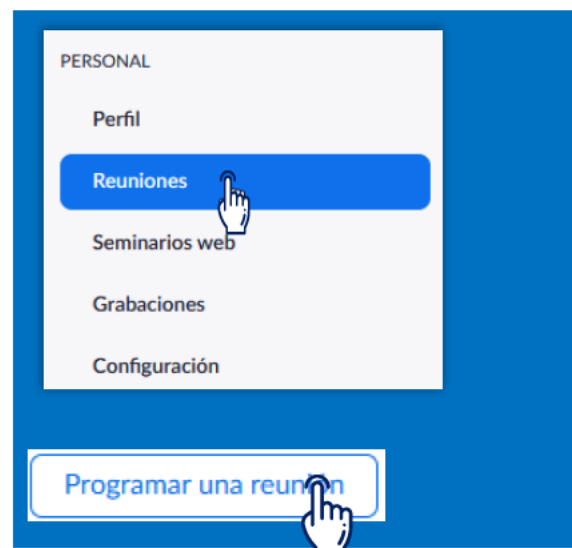 PERSONAL
Perfil
Reuniones
Seminarios web
Grabaciones
Configuración
Programar una reunión